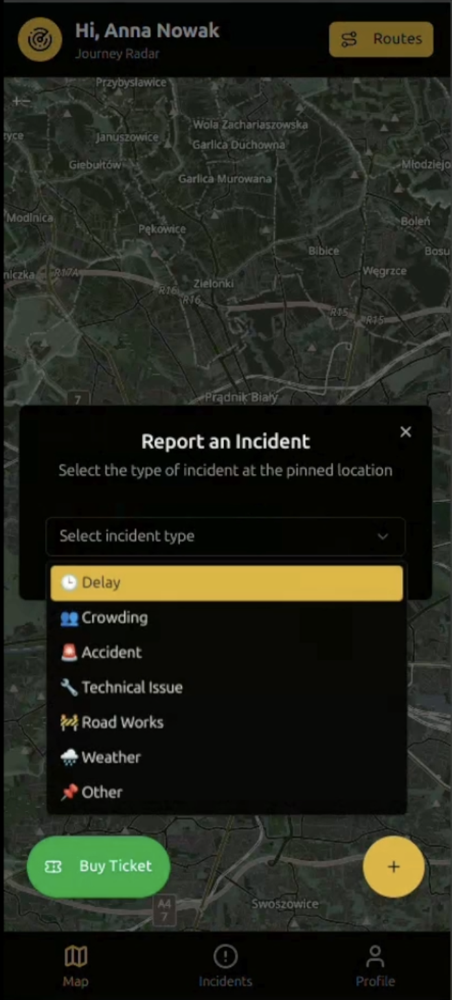 Hi, Anna Nowak
Journey Radar
Routes
Przybysławice
+−
Wola Zachariaszowska
zyce
Januszowice
Garlica Duchowna
Giebułtów
Młodziejo
Garlica Murowana
Modlnica
Boleń
Pękowice
Bibice
Bosu
niczka
R17A
Węgrzce
Zielonki
R16
R16
R15
R15
7
Prądnik Biały
Report an Incident
Select the type of incident at the pinned location
Select incident type
Delay
Crowding
Accident
Technical Issue
Road Works
Weather
Other
Buy Ticket
+
A4
7
Swoszowice
Map
Incidents
Profile